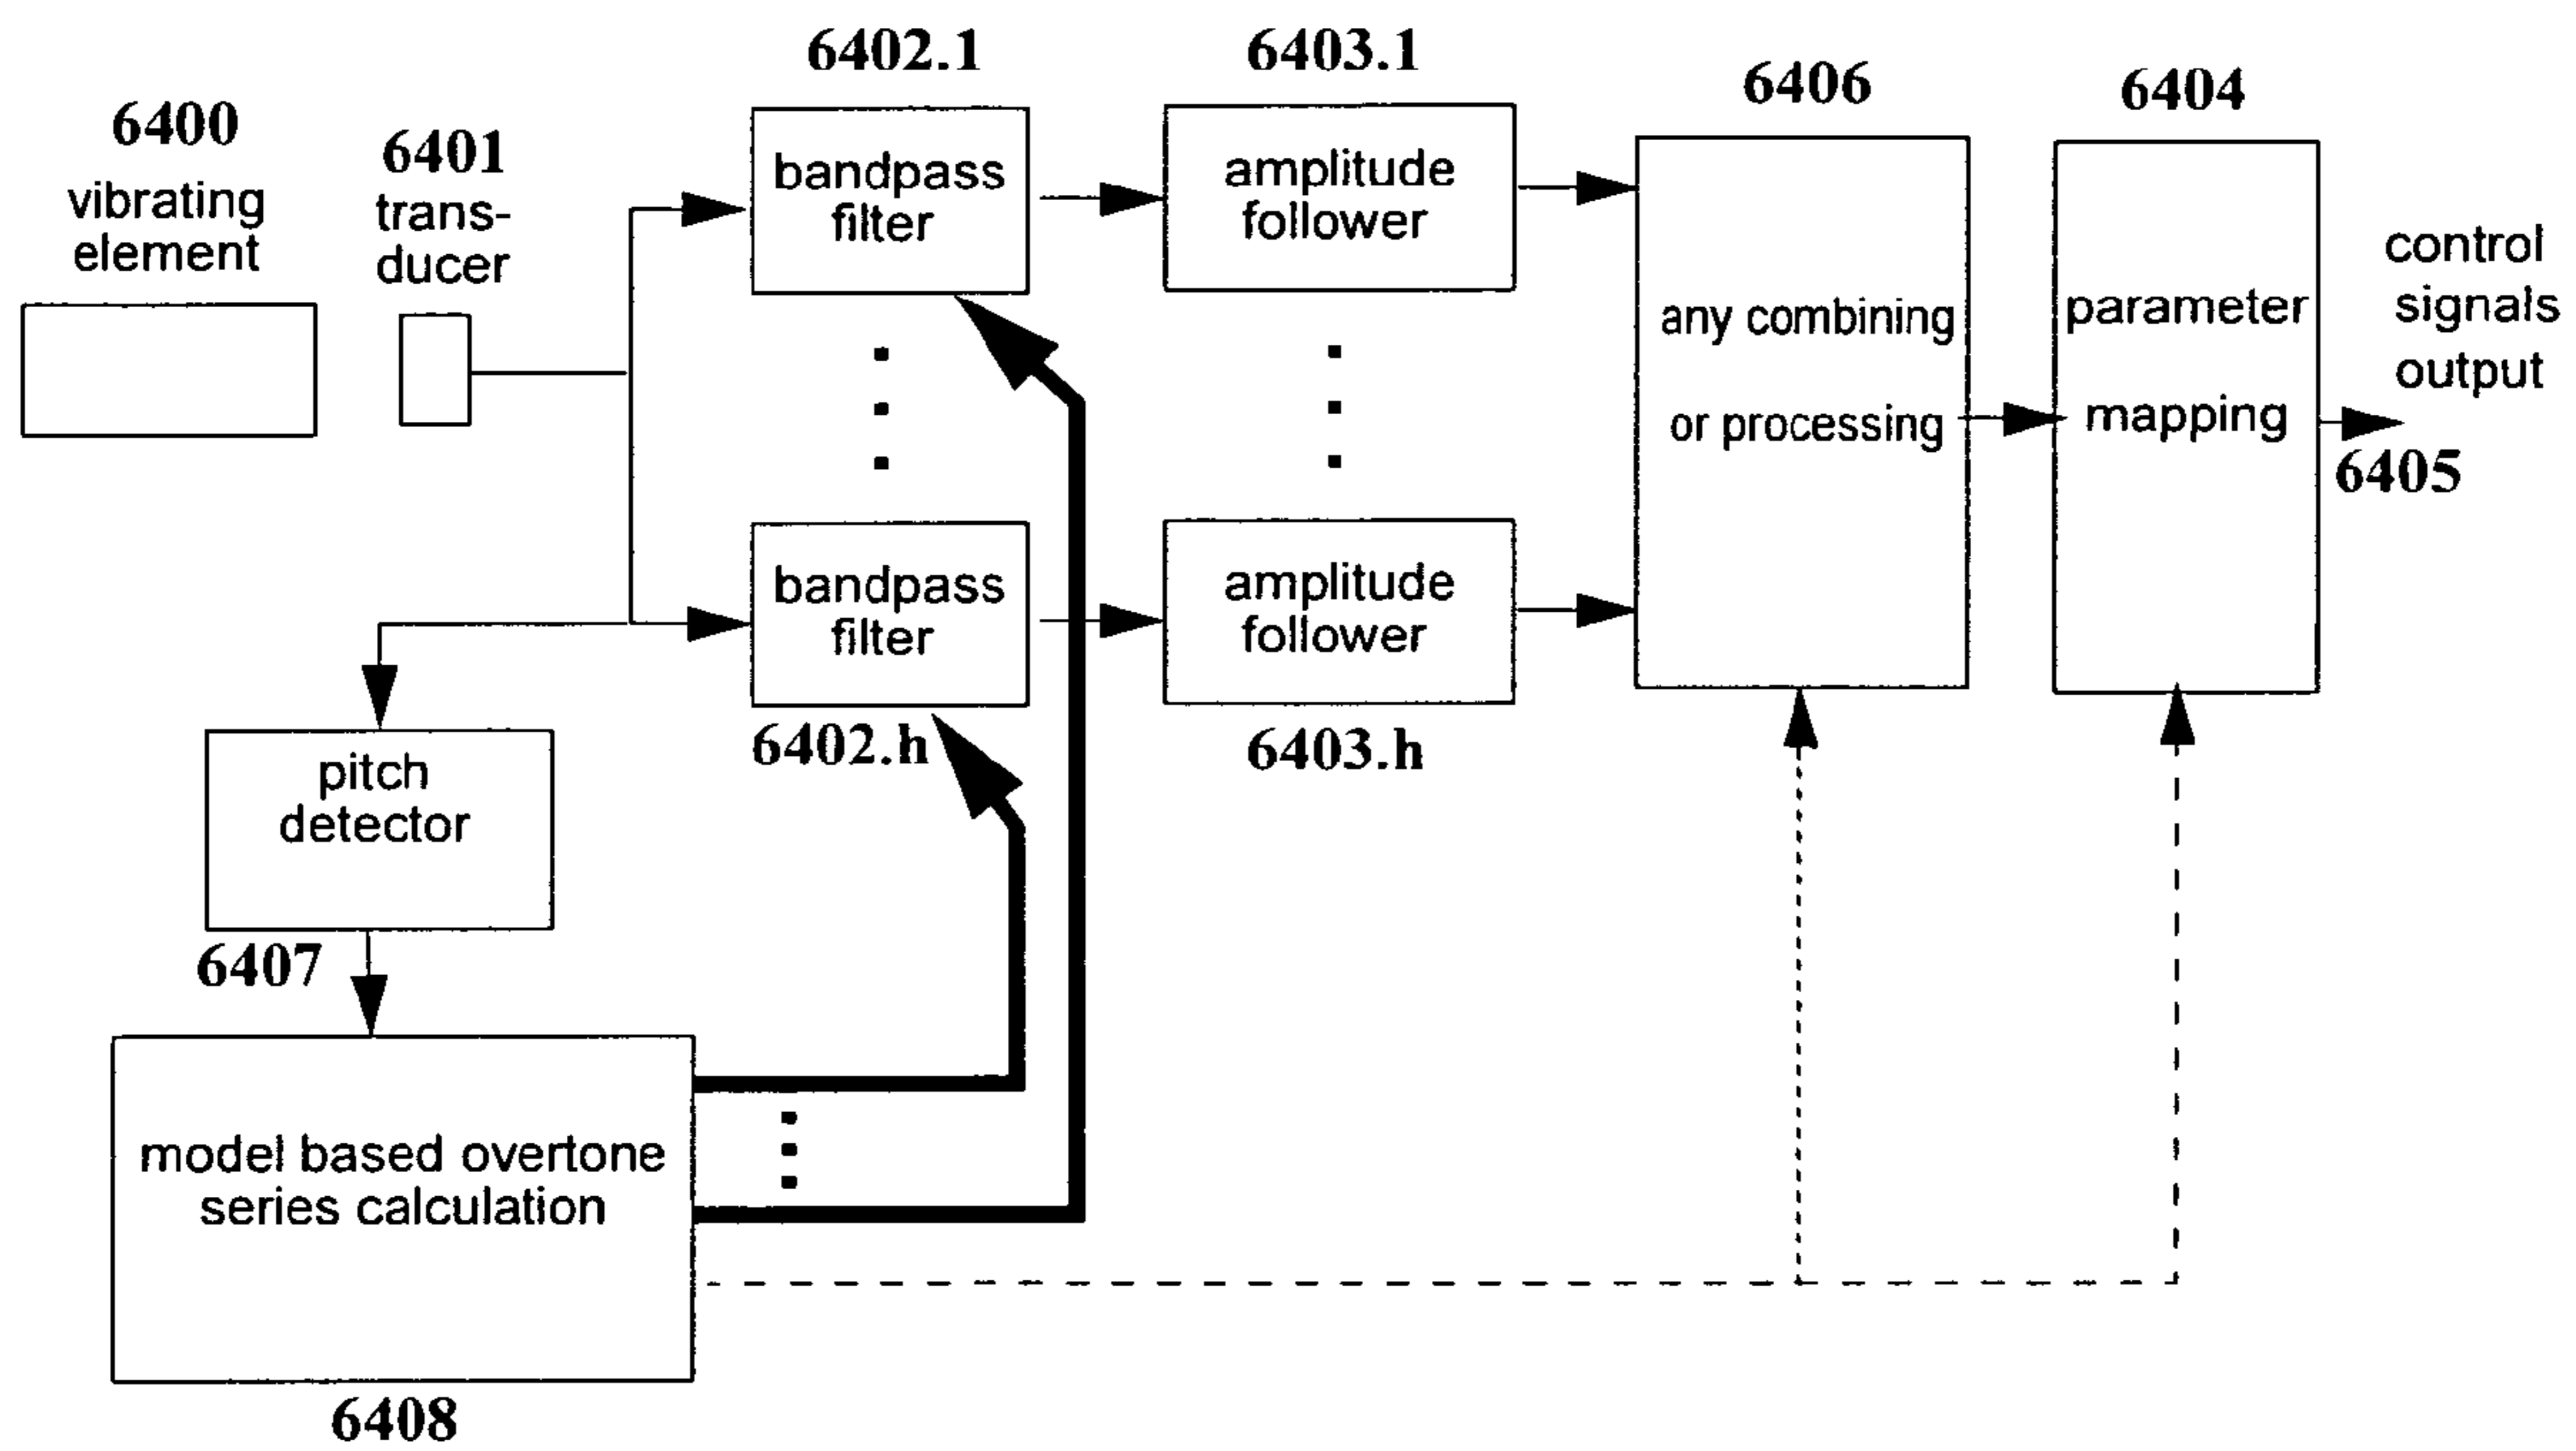 6400
vibrating
element
6401
trans-
ducer
6402.1
bandpass
filter
6403.1
amplitude
follower
6406
any combining
or processing
6404
parameter
mapping
control
signals
output
6405
bandpass
filter
6402.h
amplitude
follower
6403.h
pitch
detector
6407
model based overtone
series calculation
6408